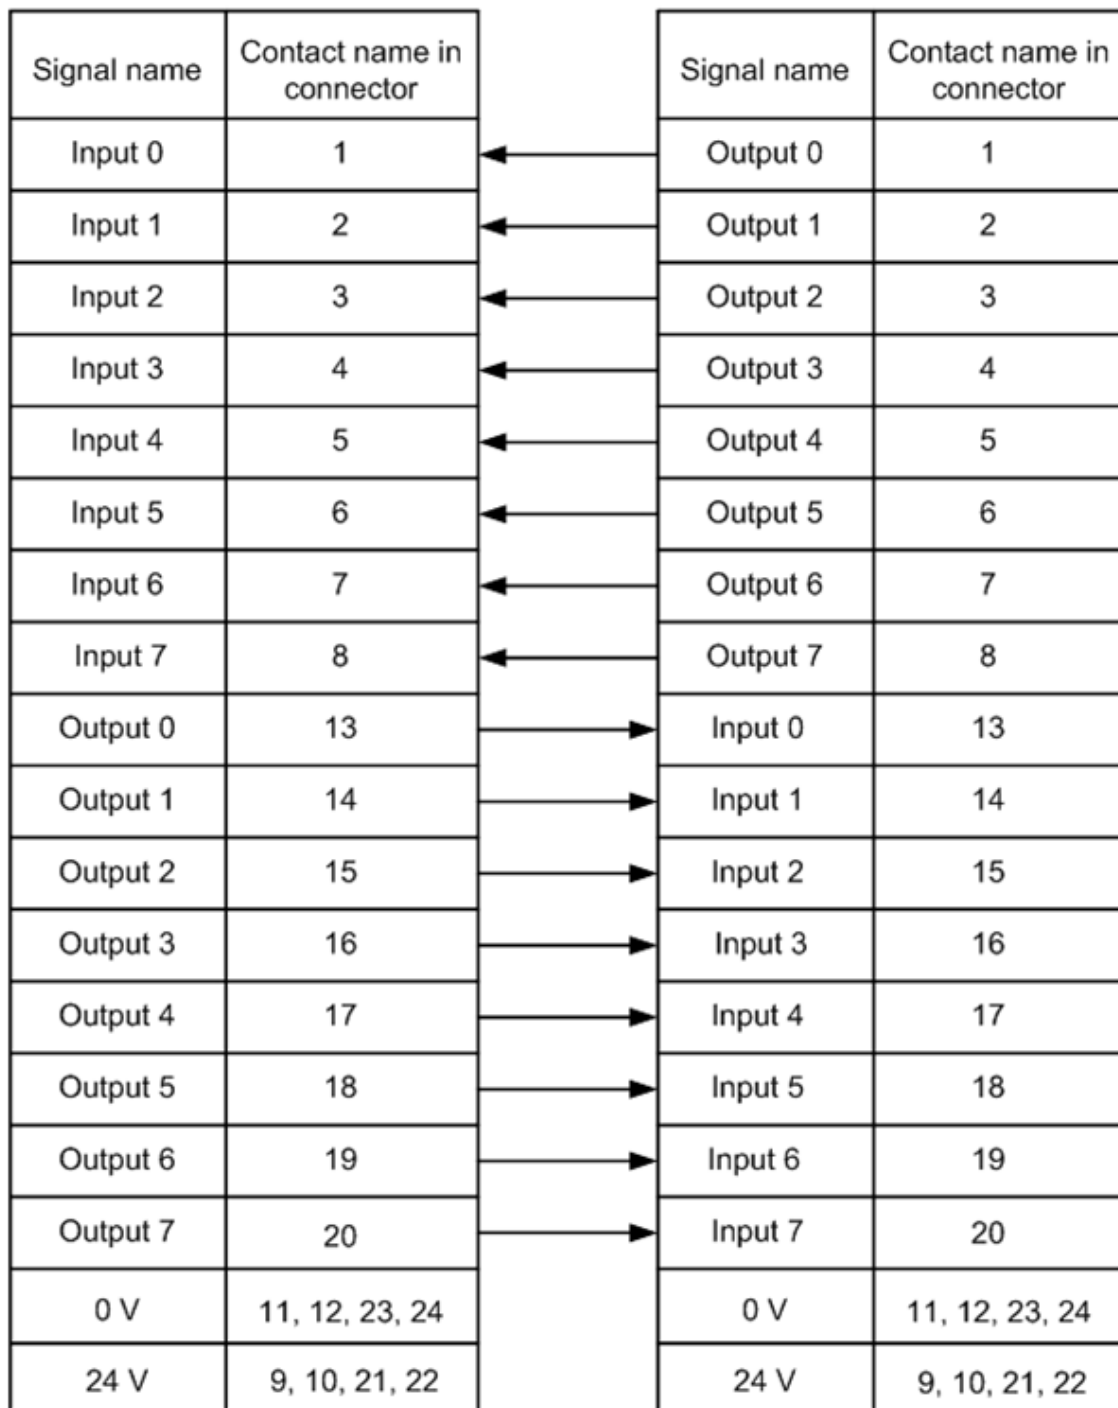 Signal name Contact name in connector Signal name Contact name in connector
Input 0 1 Output 0 1
Input 1 2 Output 1 2
Input 2 3 Output 2 3
Input 3 4 Output 3 4
Input 4 5 Output 4 5
Input 5 6 Output 5 6
Input 6 7 Output 6 7
Input 7 8 Output 7 8
Output 0 13 Input 0 13
Output 1 14 Input 1 14
Output 2 15 Input 2 15
Output 3 16 Input 3 16
Output 4 17 Input 4 17
Output 5 18 Input 5 18
Output 6 19 Input 6 19
Output 7 20 Input 7 20
0 V 11, 12, 23, 24 0 V 11, 12, 23, 24
24 V 9, 10, 21, 22 24 V 9, 10, 21, 22